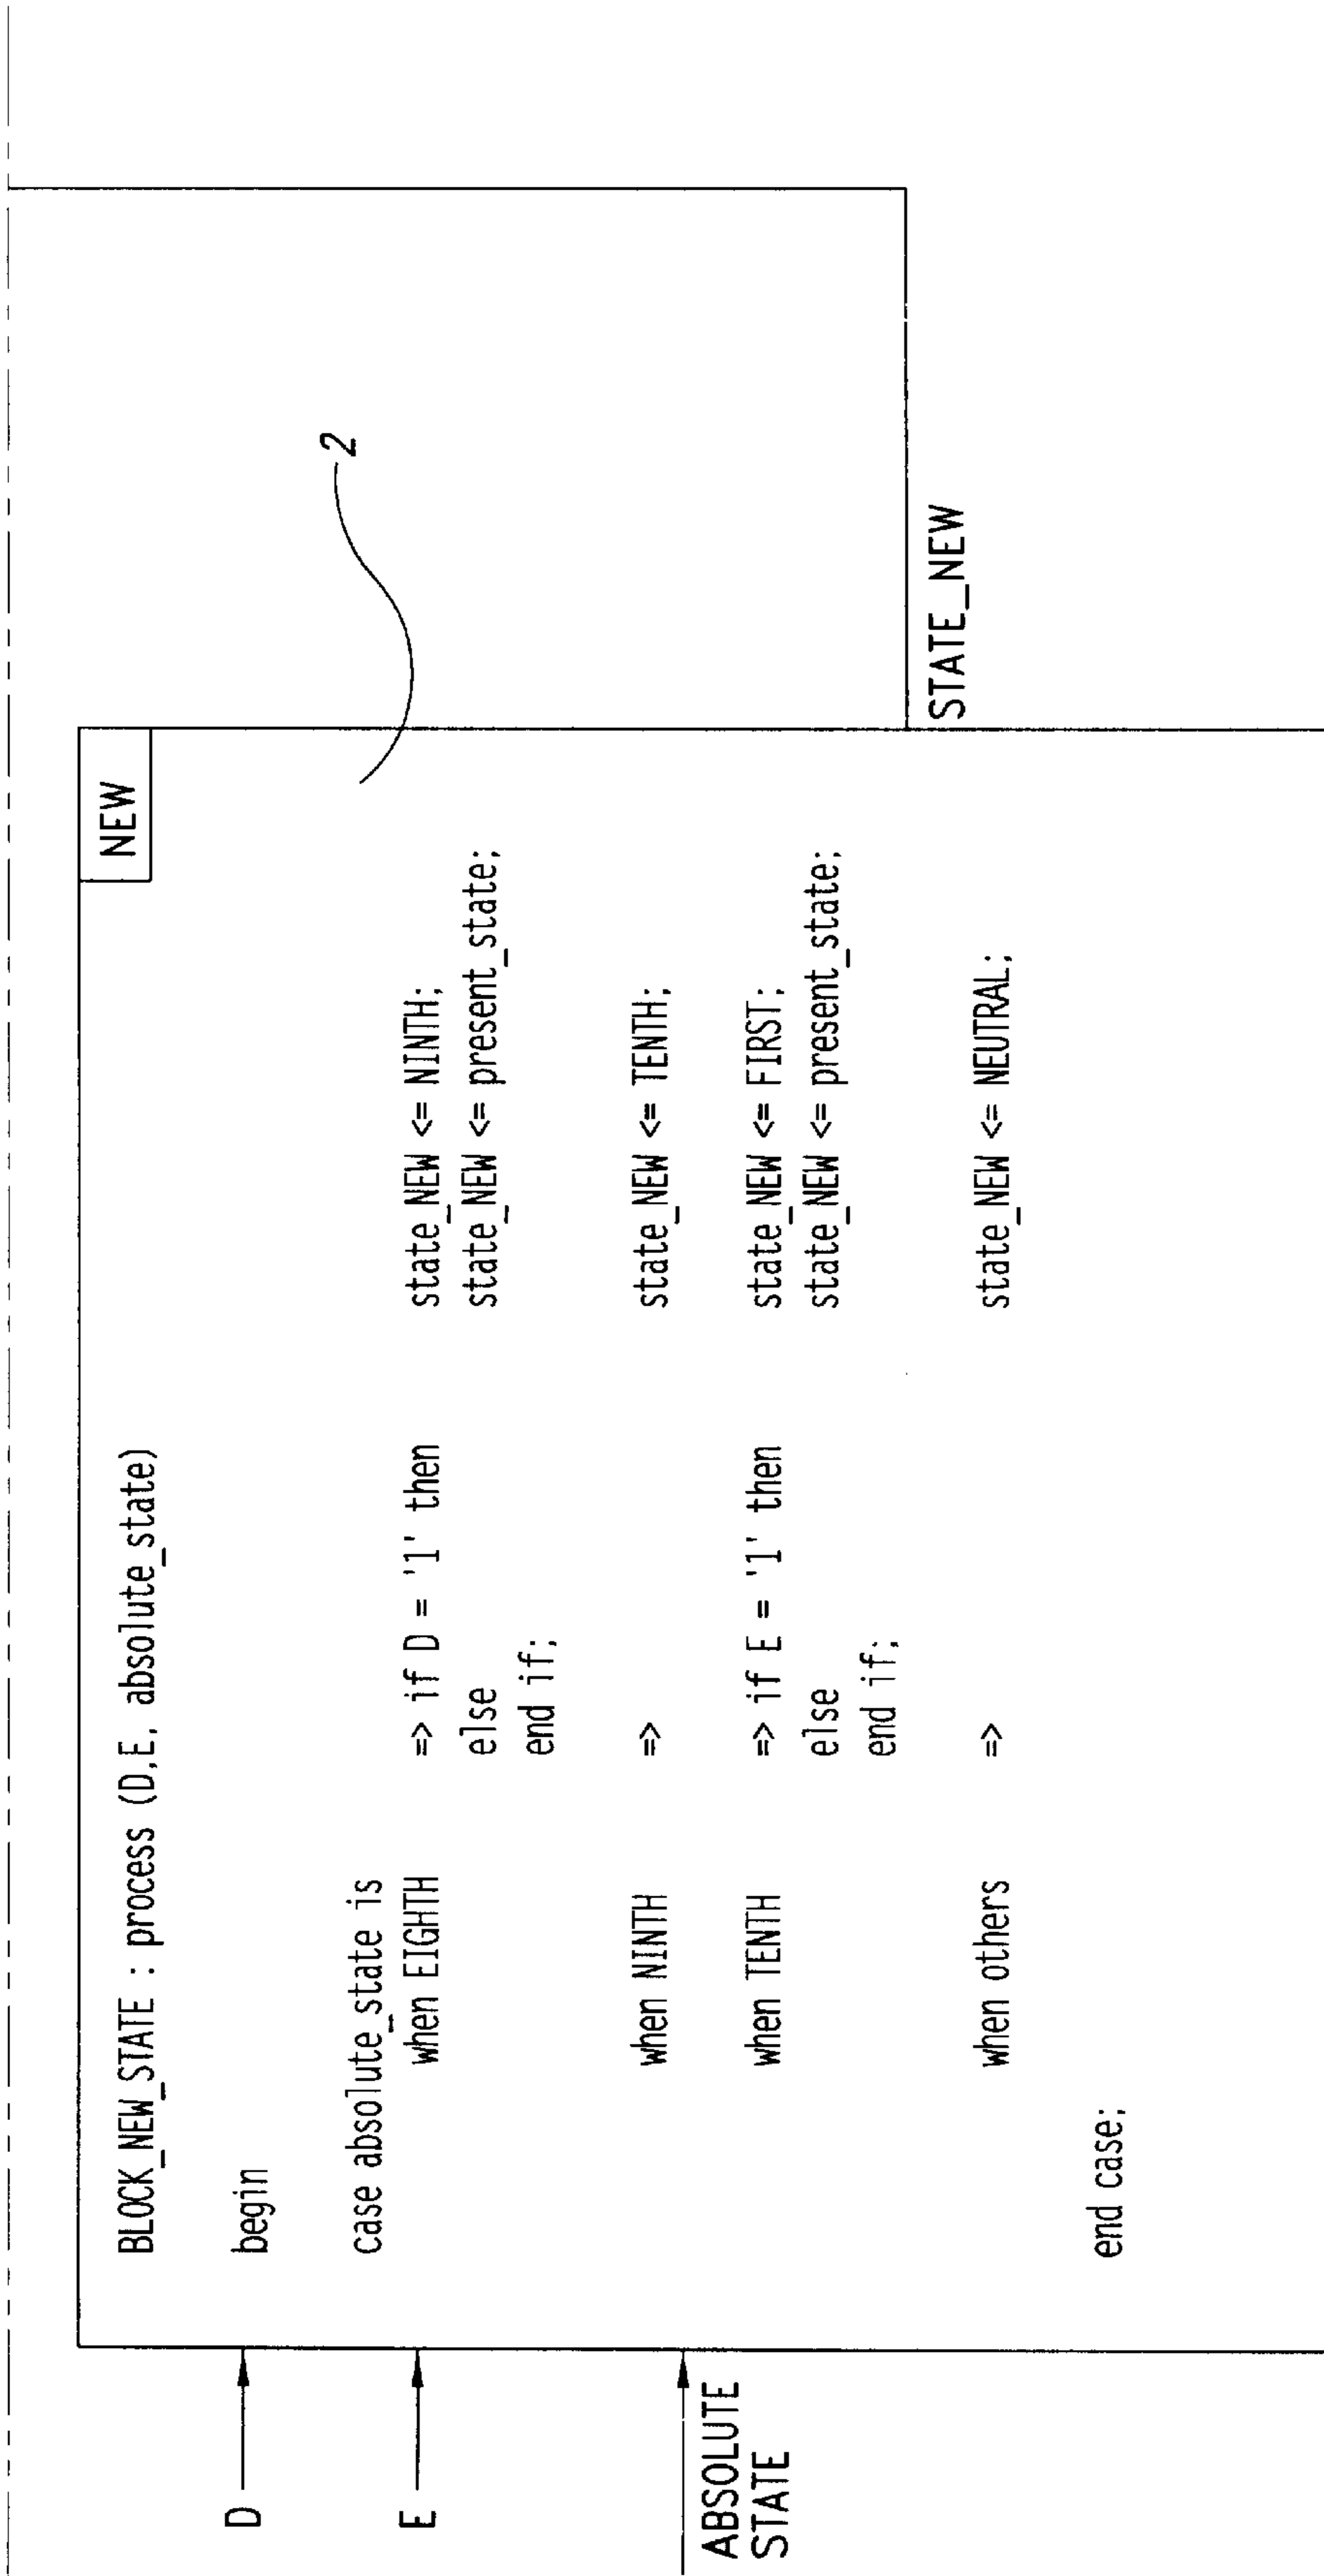 NEW
BLOCK_NEW_STATE : process (D,E, absolute_state)
D
begin
2
case absolute_state is
E
when EIGHTH => if D = '1' then state_NEW <= NINTH;
else state_NEW <= present_state;
end if;
when NINTH => state_NEW <= TENTH;
ABSOLUTE
STATE
when TENTH => if E = '1' then state_NEW <= FIRST;
else state_NEW <= present_state;
end if;
STATE_NEW
when others => state_NEW <= NEUTRAL;
end case;